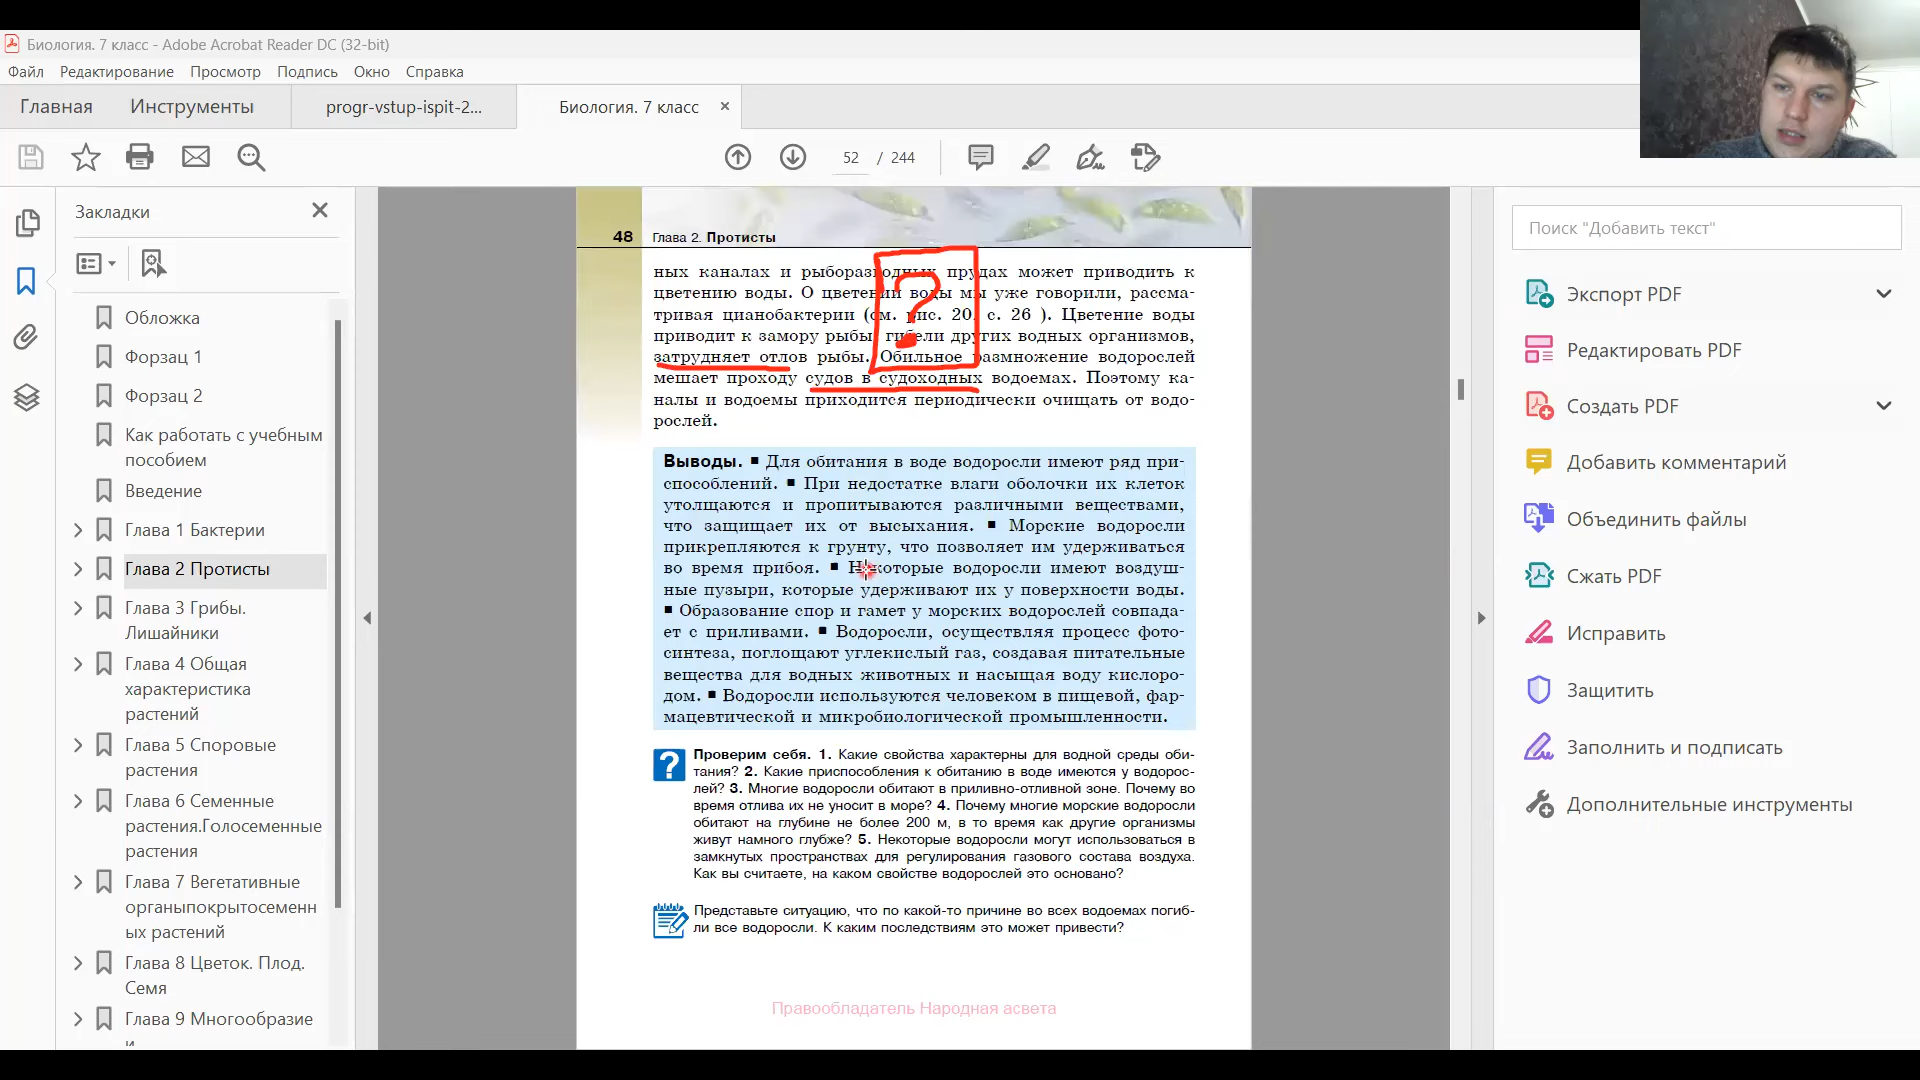 Биология. 7 класс - Adobe Acrobat Reader DC (32-bit)
Файл Редактирование Просмотр Подпись Окно Справка
Главная Инструменты progr-vstup-ispit-2... Биология. 7 класс ×
52 / 244
Закладки
Обложка
Форзац 1
Форзац 2
Как работать с учебным
пособием
Введение
Глава 1 Бактерии
Глава 2 Протисты
Глава 3 Грибы.
Лишайники
Глава 4 Общая
характеристика
растений
Глава 5 Споровые
растения
Глава 6 Семенные
растения.Голосеменные
растения
Глава 7 Вегетативные
органыпокрытосеменн
ых растений
Глава 8 Цветок. Плод.
Семя
Глава 9 Многообразие
и
48 Глава 2. Протисты
ных каналах и рыборазводных прудах может приводить к
цветению воды. О цветении воды мы уже говорили, рассма-
тривая цианобактерии (см. рис. 20, с. 26 ). Цветение воды
приводит к замору рыбы, гибели других водных организмов,
затрудняет отлов рыбы. Обильное размножение водорослей
мешает проходу судов в судоходных водоемах. Поэтому ка-
налы и водоемы приходится периодически очищать от водо-
рослей.
?
Выводы. ■ Для обитания в воде водоросли имеют ряд при-
способлений. ■ При недостатке влаги оболочки их клеток
утолщаются и пропитываются различными веществами,
что защищает их от высыхания. ■ Морские водоросли
прикрепляются к грунту, что позволяет им удерживаться
во время прибоя. ■ Некоторые водоросли имеют воздуш-
ные пузыри, которые удерживают их у поверхности воды.
■ Образование спор и гамет у морских водорослей совпада-
ет с приливами. ■ Водоросли, осуществляя процесс фото-
синтеза, поглощают углекислый газ, создавая питательные
вещества для водных животных и насыщая воду кислоро-
дом. ■ Водоросли используются человеком в пищевой, фар-
мацевтической и микробиологической промышленности.
? Проверим себя. 1. Какие свойства характерны для водной среды оби-
тания? 2. Какие приспособления к обитанию в воде имеются у водорос-
лей? 3. Многие водоросли обитают в приливно-отливной зоне. Почему во
время отлива их не уносит в море? 4. Почему многие морские водоросли
обитают на глубине не более 200 м, в то время как другие организмы
живут намного глубже? 5. Некоторые водоросли могут использоваться в
замкнутых пространствах для регулирования газового состава воздуха.
Как вы считаете, на каком свойстве водорослей это основано?
Представьте ситуацию, что по какой-то причине во всех водоемах погиб-
ли все водоросли. К каким последствиям это может привести?
Правообладатель Народная асвета
Поиск "Добавить текст"
Экспорт PDF
Редактировать PDF
Создать PDF
Добавить комментарий
Объединить файлы
Сжать PDF
Исправить
Защитить
Заполнить и подписать
Дополнительные инструменты